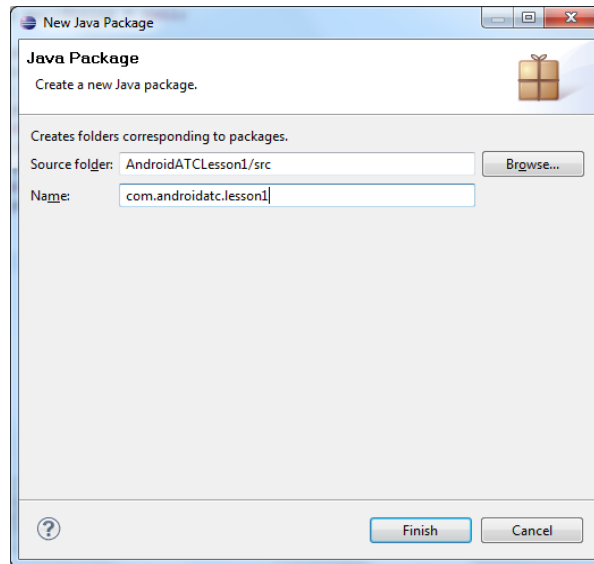 New Java Package
Java Package
Create a new Java package.
Creates folders corresponding to packages.
Source folder: AndroidATCLesson1/src Browse...
Name: com.androidatc.lesson1
? Finish Cancel